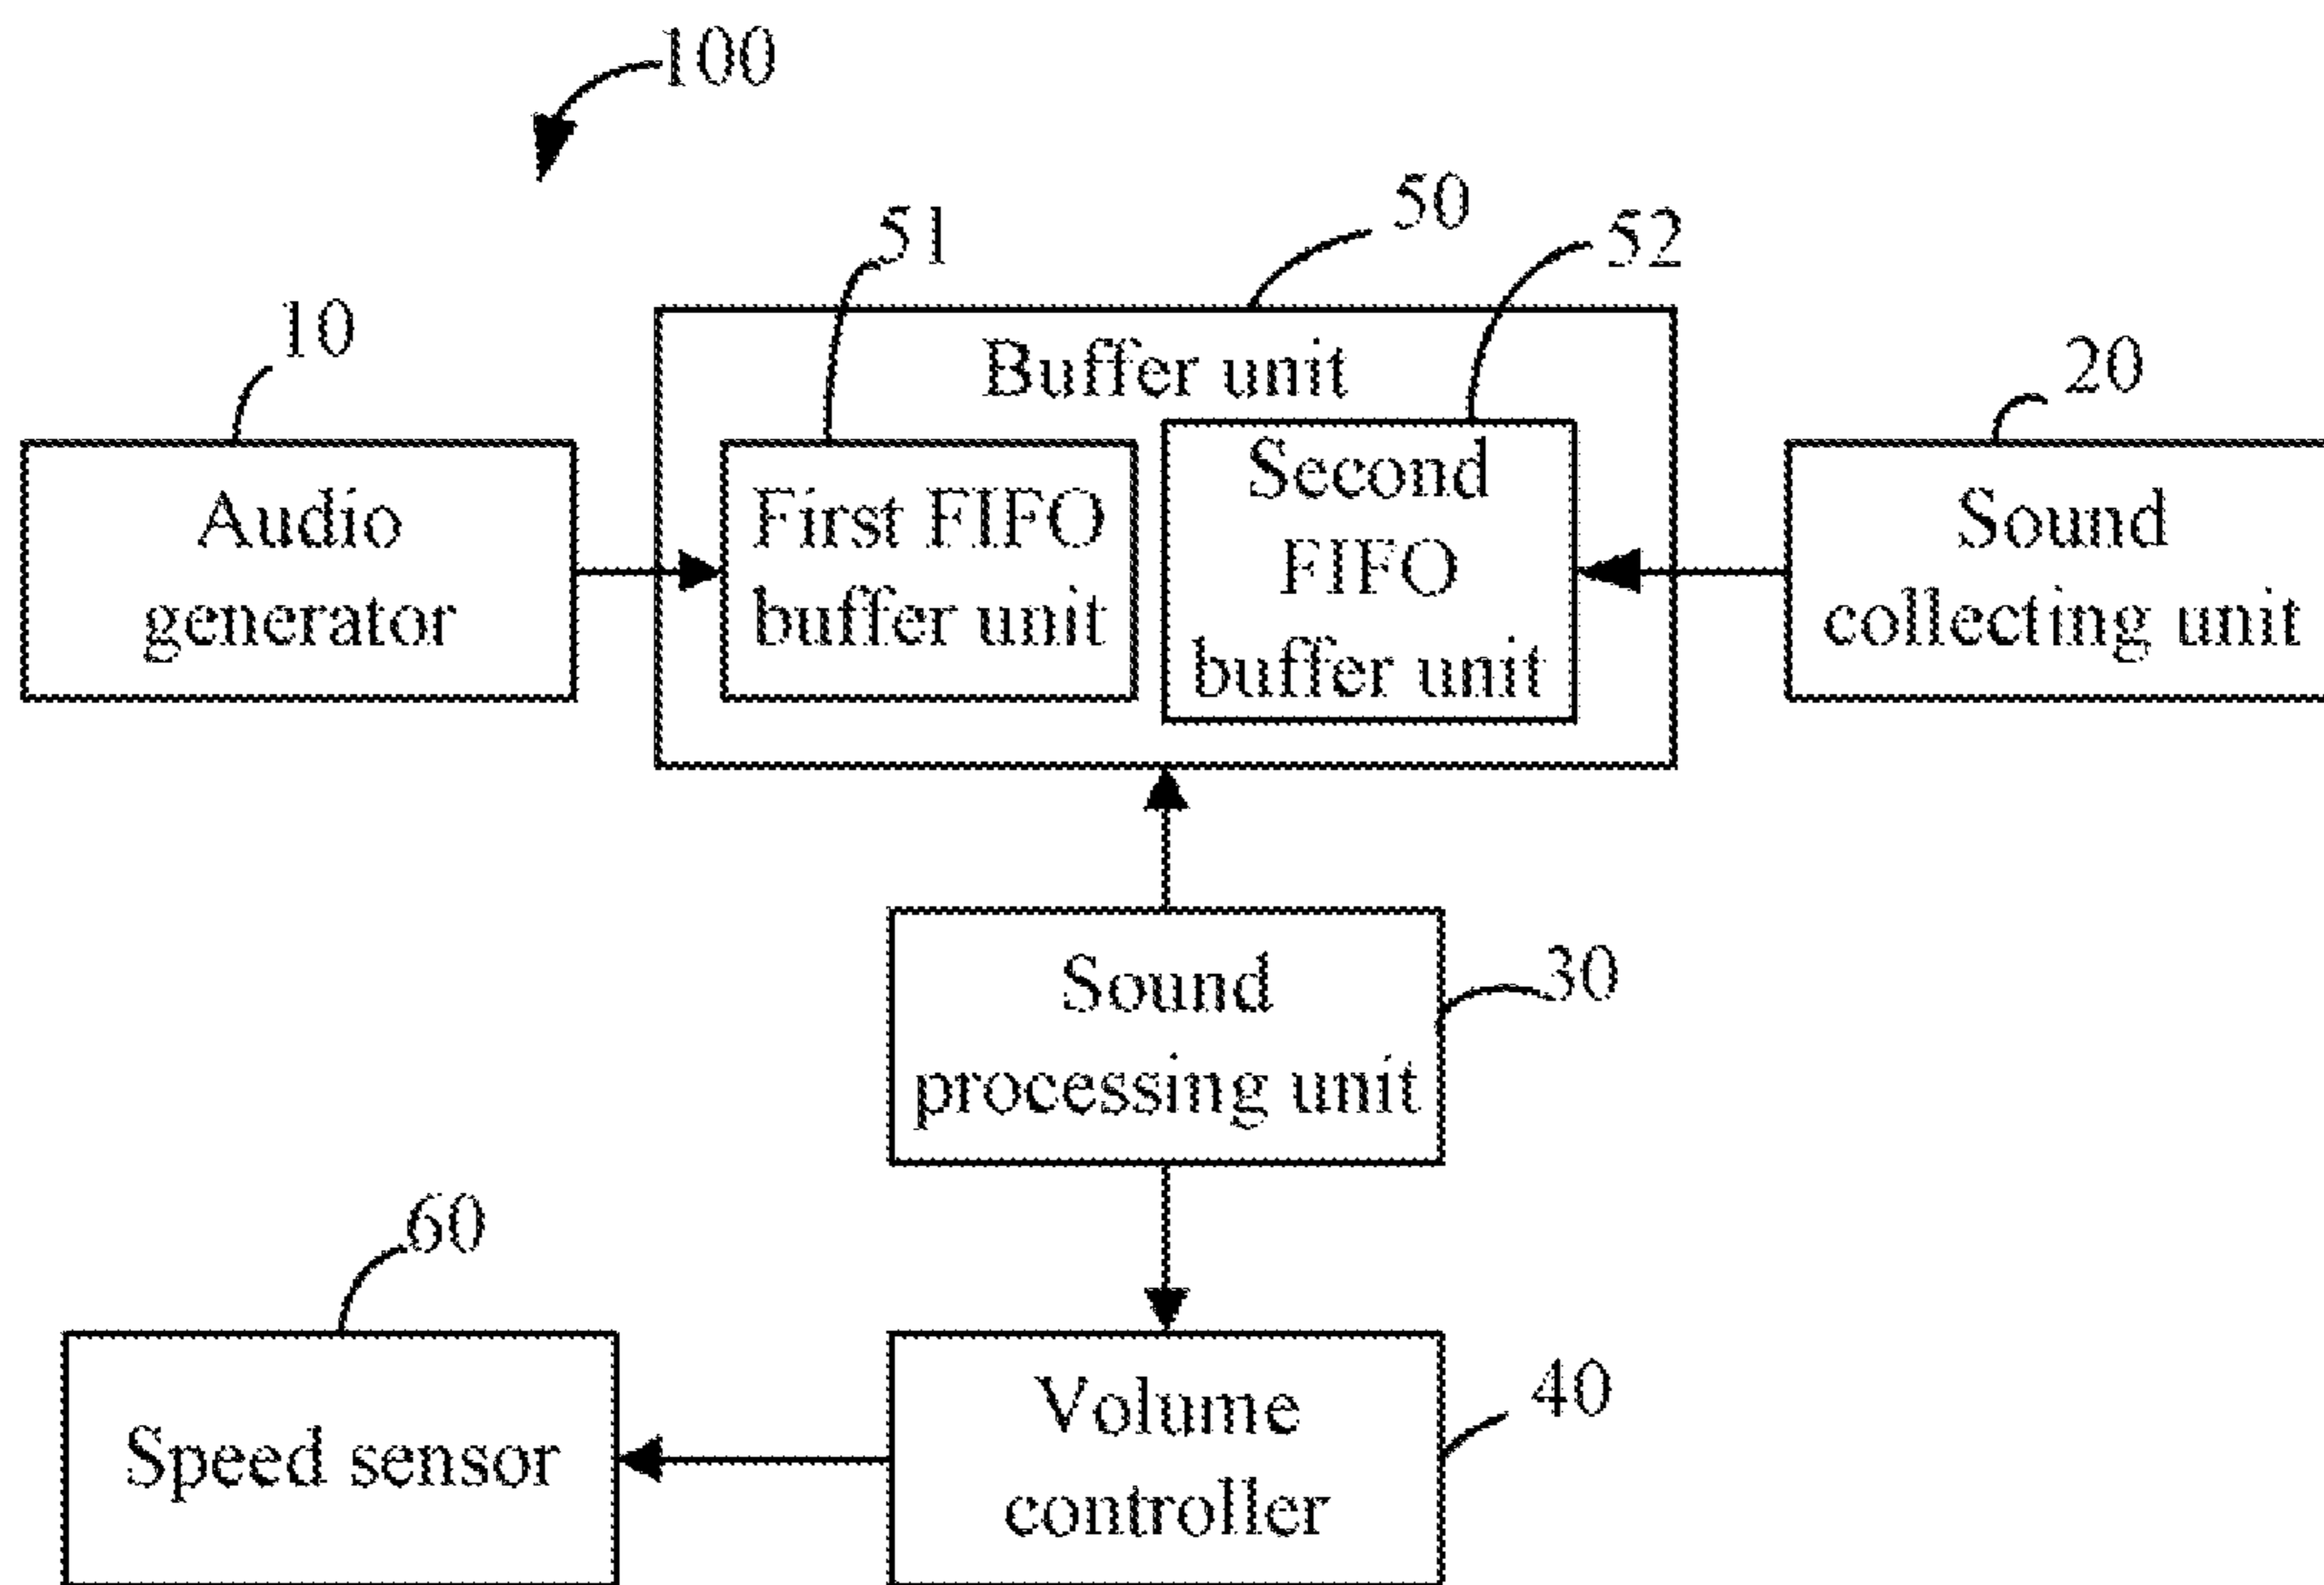 100
50
51
52
10
20
Buffer unit
Audio
generator
First FIFO
buffer unit
Second
FIFO
buffer unit
Sound
collecting unit
Sound
processing unit
30
60
Speed sensor
Volume
controller
40